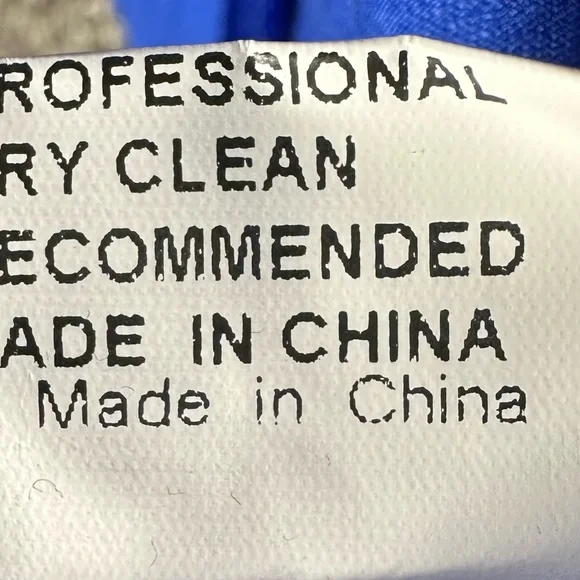 ROFESSIONAL
RY CLEAN
ECOMMENDED
ADE IN CHINA
Made in China